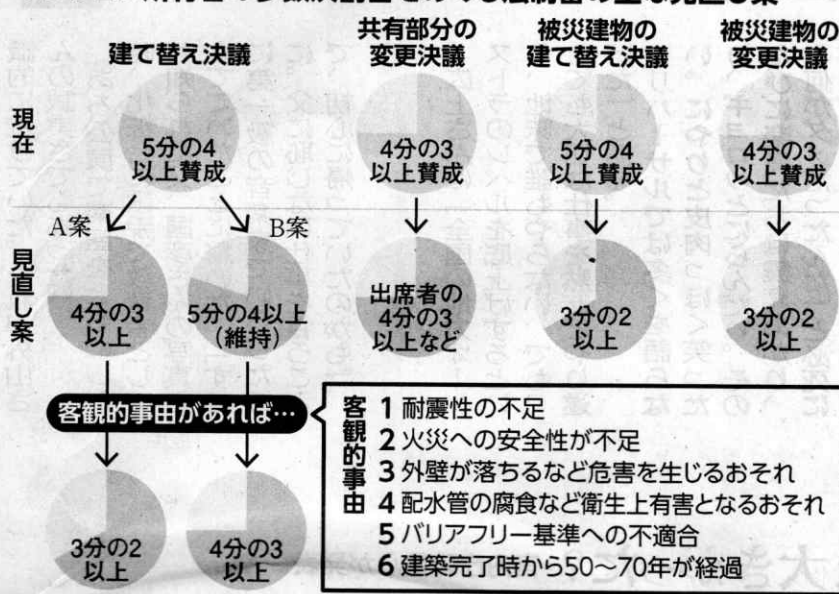 建て替え決議
共有部分の
変更決議
被災建物の
建て替え決議
被災建物の
変更決議
現在
5分の4
以上賛成
4分の3
以上賛成
5分の4
以上賛成
4分の3
以上賛成
見直し案
A案
B案
4分の3
以上
5分の4以上
(維持)
出席者の
4分の3
以上など
3分の2
以上
3分の2
以上
客観的事由があれば…
3分の2
以上
4分の3
以上
客観的事由
1 耐震性の不足
2 火災への安全性が不足
3 外壁が落ちるなど危害を生じるおそれ
4 配水管の腐食など衛生上有害となるおそれ
5 バリアフリー基準への不適合
6 建築完了時から50〜70年が経過